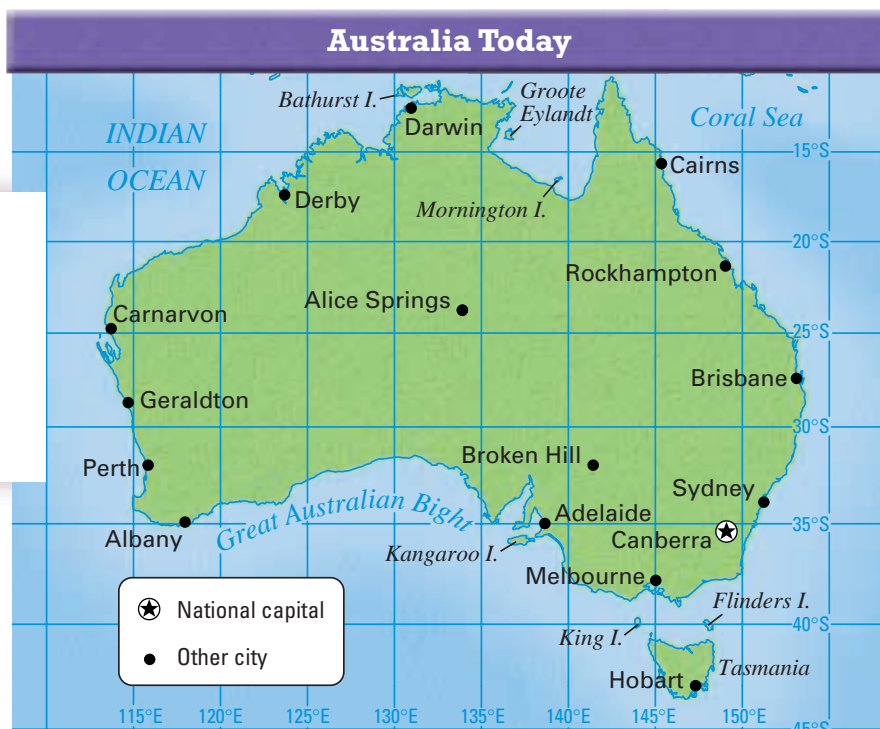 Australia Today
Bathurst I.
Groote
Eylandt
Coral Sea
Darwin
INDIAN
OCEAN
15°S
Cairns
Derby
Mornington I.
20°S
Rockhampton
Alice Springs
Carnarvon
25°S
Brisbane
Geraldton
30°S
Broken Hill
Perth
Sydney
Great Australian Bight
Adelaide
35°S
Albany
Canberra
Kangaroo I.
Melbourne
Flinders I.
National capital
King I.
40°S
Other city
Hobart
Tasmania
115°E 120°E 125°E 130°E 135°E 140°E 145°E 150°E
45°S